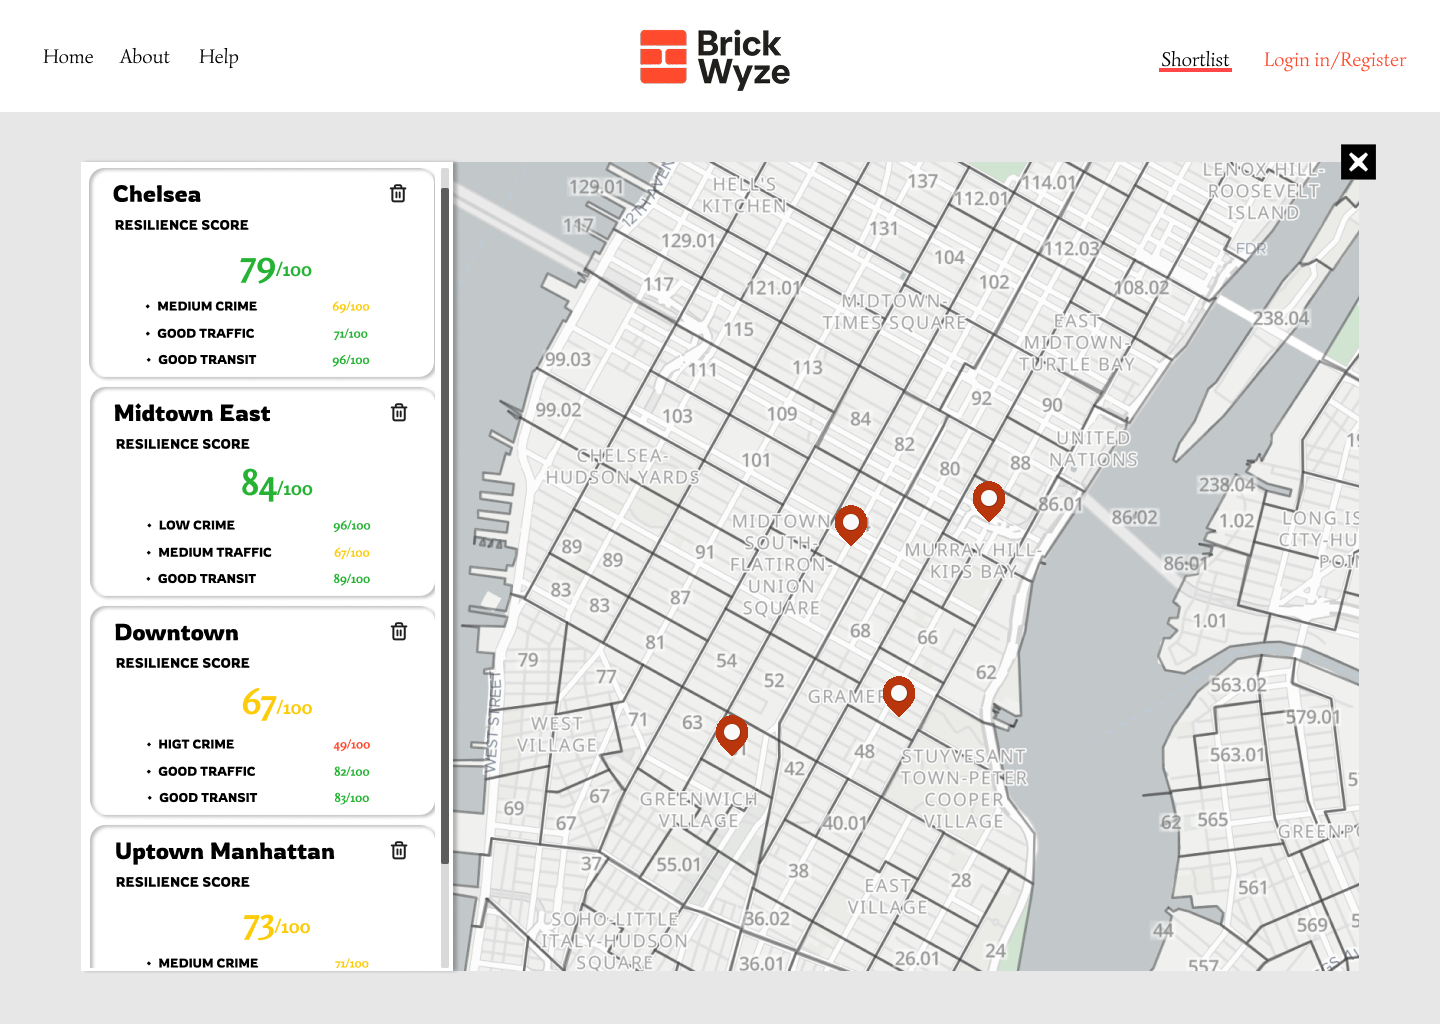 Home About Help
Brick
Wyze
Shortlist Login in/Register
Chelsea
RESILIENCE SCORE
79/100
• MEDIUM CRIME 69/100
• GOOD TRAFFIC 71/100
• GOOD TRANSIT 96/100
Midtown East
RESILIENCE SCORE
84/100
• LOW CRIME 96/100
• MEDIUM TRAFFIC 67/100
• GOOD TRANSIT 89/100
Downtown
RESILIENCE SCORE
67/100
• HIGT CRIME 49/100
• GOOD TRAFFIC 82/100
• GOOD TRANSIT 83/100
Uptown Manhattan
RESILIENCE SCORE
73/100
• MEDIUM CRIME 71/100
LENOX HILL-
ROOSEVELT
ISLAND
129.01
HELL'S
KITCHEN
137
114.01
112.01
12TH AVEN
117
129.01
131
112.03
FDR
104
117
121.01
102
108.02
MIDTOWN-
TIMES SQUARE
238.04
EAST
MIDTOWN-
TURTLE BAY
115
99.03
111
113
92
90
99.02
103
109
84
82
UNITED
NATIONS
CHELSEA-
HUDSON YARDS
101
80
88
238.04
86.01
86.02
1.02
LONG IS
CITY-HU
POIN
MIDTOWN
SOUTH-
FLATIRON-
UNION
SQUARE
MURRAY HILL-
KIPS BAY
89
89
91
86.01
83
83
87
1.01
81
68
66
79
77
54
52
62
563.02
WEST STREET
GRAMER
71
63
579.01
WEST
VILLAGE
42
48
STUYVESANT
TOWN-PETER
COOPER
VILLAGE
563.01
69
67
67
GREENWICH
VILLAGE
40.01
62
565
GREENPO
37
55.01
38
28
561
EAST
VILLAGE
SOHO-LITTLE
ITALY-HUDSON
SQUARE
36.02
569
44
24
36.01
26.01
557